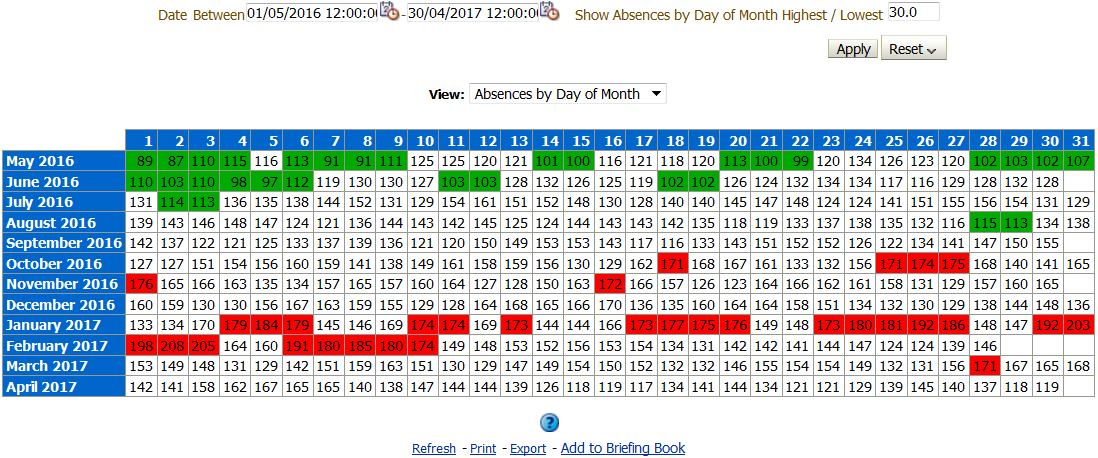 Date Between 01/05/2016 12:00:00 - 30/04/2017 12:00:00 Show Absences by Day of Month Highest / Lowest 30.0
Apply Reset
View: Absences by Day of Month
1 2 3 4 5 6 7 8 9 10 11 12 13 14 15 16 17 18 19 20 21 22 23 24 25 26 27 28 29 30 31
May 2016 89 87 110 115 116 113 91 91 111 125 125 120 121 101 100 116 121 118 120 113 100 99 120 134 126 123 120 102 103 102 107
June 2016 110 103 110 98 97 112 119 130 130 127 103 103 128 132 126 125 119 102 102 126 124 132 134 134 117 116 129 128 132 128
July 2016 131 114 113 136 135 138 144 152 131 129 154 161 151 152 148 130 128 140 140 145 147 148 124 124 141 151 155 156 154 131 129
August 2016 139 143 146 148 147 124 121 136 144 143 142 145 125 124 144 143 143 142 135 118 119 133 137 138 135 132 116 115 113 134 138
September 2016 142 137 122 121 125 133 137 139 136 121 120 150 149 153 153 143 117 116 133 143 151 152 152 126 122 134 141 147 150 155
October 2016 127 127 151 154 156 160 159 141 138 149 161 158 159 156 130 129 162 171 168 167 161 133 132 156 171 174 175 168 140 141 165
November 2016 176 165 166 163 135 134 157 165 157 160 164 127 128 150 163 172 166 157 126 123 164 166 162 161 158 131 129 157 160 165
December 2016 160 159 130 130 156 167 163 159 155 129 128 164 168 165 166 170 136 135 160 164 164 158 151 134 132 130 129 138 144 148 136
January 2017 133 134 170 179 184 179 145 146 169 174 174 169 173 144 144 166 173 177 175 176 149 148 173 180 181 192 186 148 147 192 203
February 2017 198 208 205 164 160 191 180 185 180 174 149 148 153 152 156 153 154 134 131 151 142 142 144 141 147 124 124 139 146
March 2017 153 149 148 131 129 142 151 159 163 151 130 129 147 149 154 150 152 132 132 146 155 154 154 149 132 131 156 171 167 165 168
April 2017 142 141 158 162 167 165 165 140 138 147 144 144 139 126 118 119 117 134 141 146 144 134 121 121 129 139 145 140 137 118 119
?
Refresh - Print - Export - Add to Briefing Book